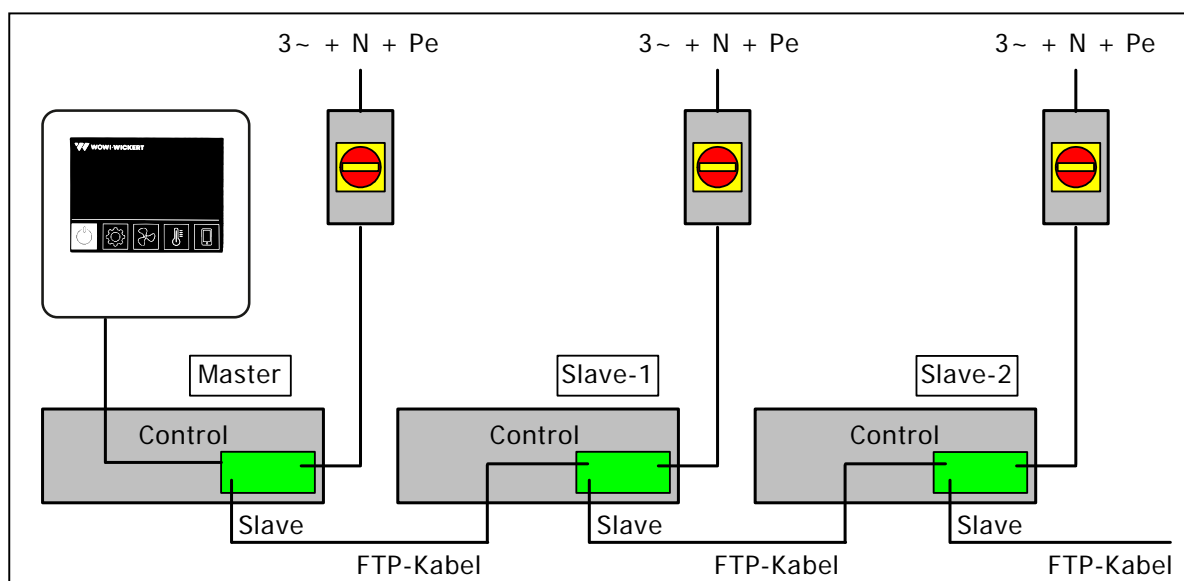 3~ + N + Pe
3~ + N + Pe
3~ + N + Pe
WOWI·WICKERT
Master
Slave-1
Slave-2
Control
Control
Control
Slave
Slave
Slave
FTP-Kabel
FTP-Kabel
FTP-Kabel